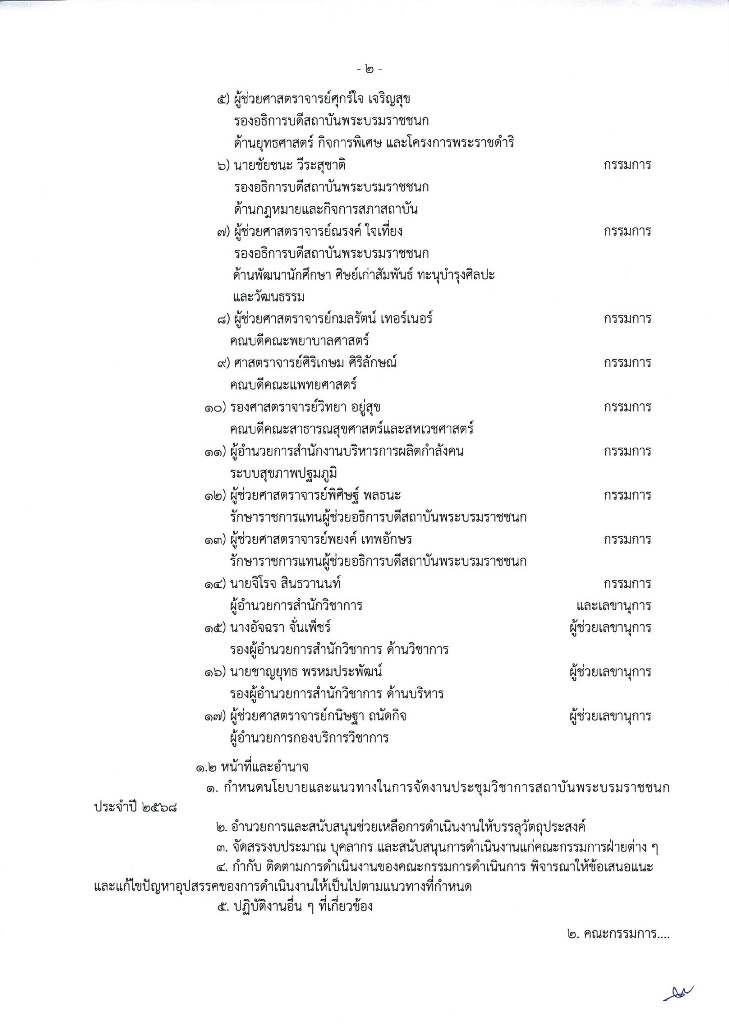 - ๒ -
๕) ผู้ช่วยศาสตราจารย์ศุกร์ใจ เจริญสุข
รองอธิการบดีสถาบันพระบรมราชชนก
ด้านยุทธศาสตร์ กิจการพิเศษ และโครงการพระราชดำริ
๖) นายชัยชนะ วีระสุชาติ กรรมการ
รองอธิการบดีสถาบันพระบรมราชชนก
ด้านกฎหมายและกิจการสภาสถาบัน
๗) ผู้ช่วยศาสตราจารย์ณรงค์ ใจเที่ยง กรรมการ
รองอธิการบดีสถาบันพระบรมราชชนก
ด้านพัฒนานักศึกษา ศิษย์เก่าสัมพันธ์ ทะนุบำรุงศิลปะ
และวัฒนธรรม
๘) ผู้ช่วยศาสตราจารย์กมลรัตน์ เทอร์เนอร์ กรรมการ
คณบดีคณะพยาบาลศาสตร์
๙) ศาสตราจารย์ศิริเกษม ศิริลักษณ์ กรรมการ
คณบดีคณะแพทยศาสตร์
๑๐) รองศาสตราจารย์วิทยา อยู่สุข กรรมการ
คณบดีคณะสาธารณสุขศาสตร์และสหเวชศาสตร์
๑๑) ผู้อำนวยการสำนักงานบริหารการผลิตกำลังคน กรรมการ
ระบบสุขภาพปฐมภูมิ
๑๒) ผู้ช่วยศาสตราจารย์พิศิษฐ์ พลธนะ กรรมการ
รักษาราชการแทนผู้ช่วยอธิการบดีสถาบันพระบรมราชชนก
๑๓) ผู้ช่วยศาสตราจารย์พยงค์ เทพอักษร กรรมการ
รักษาราชการแทนผู้ช่วยอธิการบดีสถาบันพระบรมราชชนก
๑๔) นายจิโรจ สินธวานนท์ กรรมการ
ผู้อำนวยการสำนักวิชาการ และเลขานุการ
๑๕) นางอัจฉรา จั่นเพ็ชร์ ผู้ช่วยเลขานุการ
รองผู้อำนวยการสำนักวิชาการ ด้านวิชาการ
๑๖) นายชาญยุทธ พรหมประพัฒน์ ผู้ช่วยเลขานุการ
รองผู้อำนวยการสำนักวิชาการ ด้านบริหาร
๑๗) ผู้ช่วยศาสตราจารย์กนิษฐา ถนัดกิจ ผู้ช่วยเลขานุการ
ผู้อำนวยการกองบริการวิชาการ
๑.๒ หน้าที่และอำนาจ
๑. กำหนดนโยบายและแนวทางในการจัดงานประชุมวิชาการสถาบันพระบรมราชชนก
ประจำปี ๒๕๖๘
๒. อำนวยการและสนับสนุนช่วยเหลือการดำเนินงานให้บรรลุวัตถุประสงค์
๓. จัดสรรงบประมาณ บุคลากร และสนับสนุนการดำเนินงานแก่คณะกรรมการฝ่ายต่าง ๆ
๔. กำกับ ติดตามการดำเนินงานของคณะกรรมการดำเนินการ พิจารณาให้ข้อเสนอแนะ
และแก้ไขปัญหาอุปสรรคของการดำเนินงานให้เป็นไปตามแนวทางที่กำหนด
๕. ปฏิบัติงานอื่น ๆ ที่เกี่ยวข้อง
๒. คณะกรรมการ....